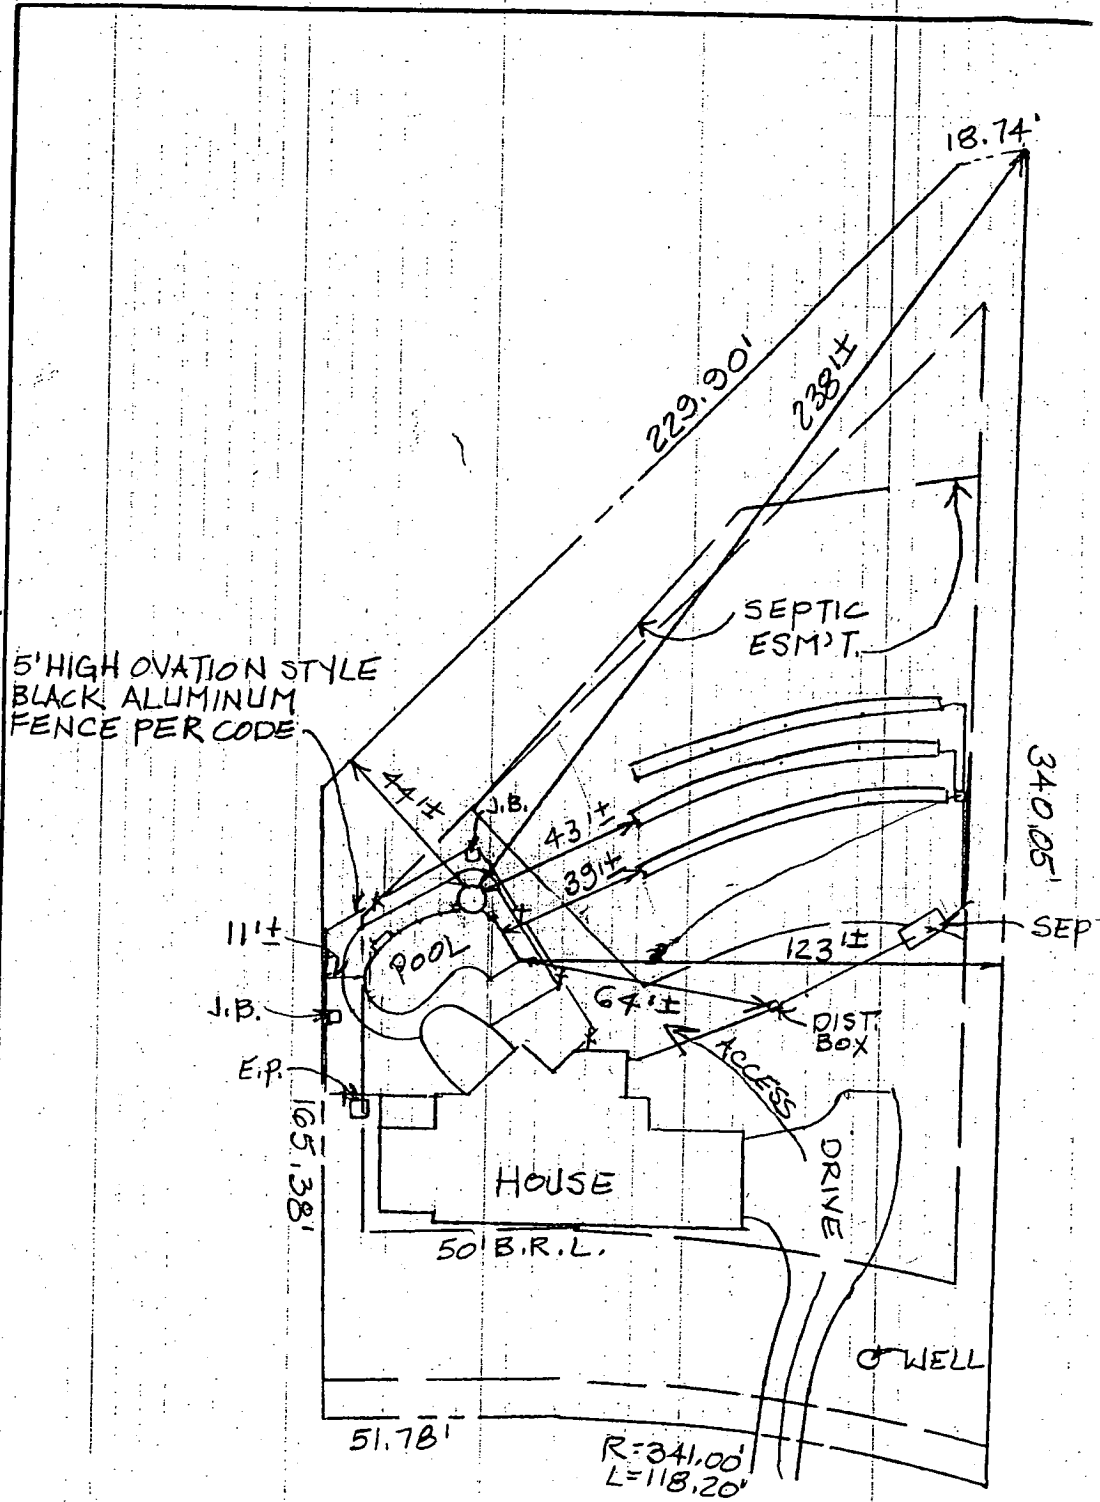 18.74'
229.90'
238'±
SEPTIC
ESM'T.
5' HIGH OVATION STYLE
BLACK ALUMINUM
FENCE PER CODE
44'±
J.B.
43'±
39'±
340.05'
11'±
POOL
SEP
123'±
64'±
J.B.
DIST.
BOX
ACCESS
E.P.
165.38'
HOUSE
DRIVE
50' B.R.L.
WELL
51.78'
R=341.00'
L=118.20'